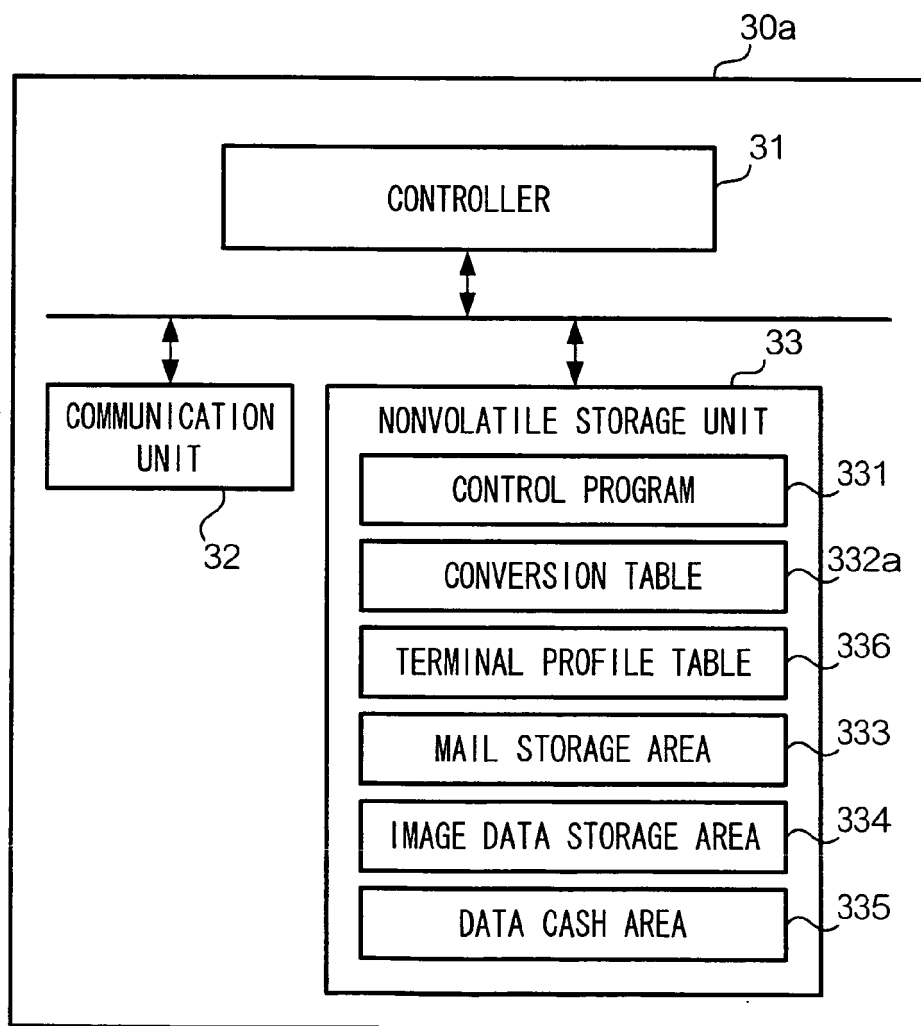 30a
31
CONTROLLER
33
COMMUNICATION
UNIT
32
NONVOLATILE STORAGE UNIT
CONTROL PROGRAM
331
CONVERSION TABLE
332a
TERMINAL PROFILE TABLE
336
MAIL STORAGE AREA
333
IMAGE DATA STORAGE AREA
334
DATA CASH AREA
335